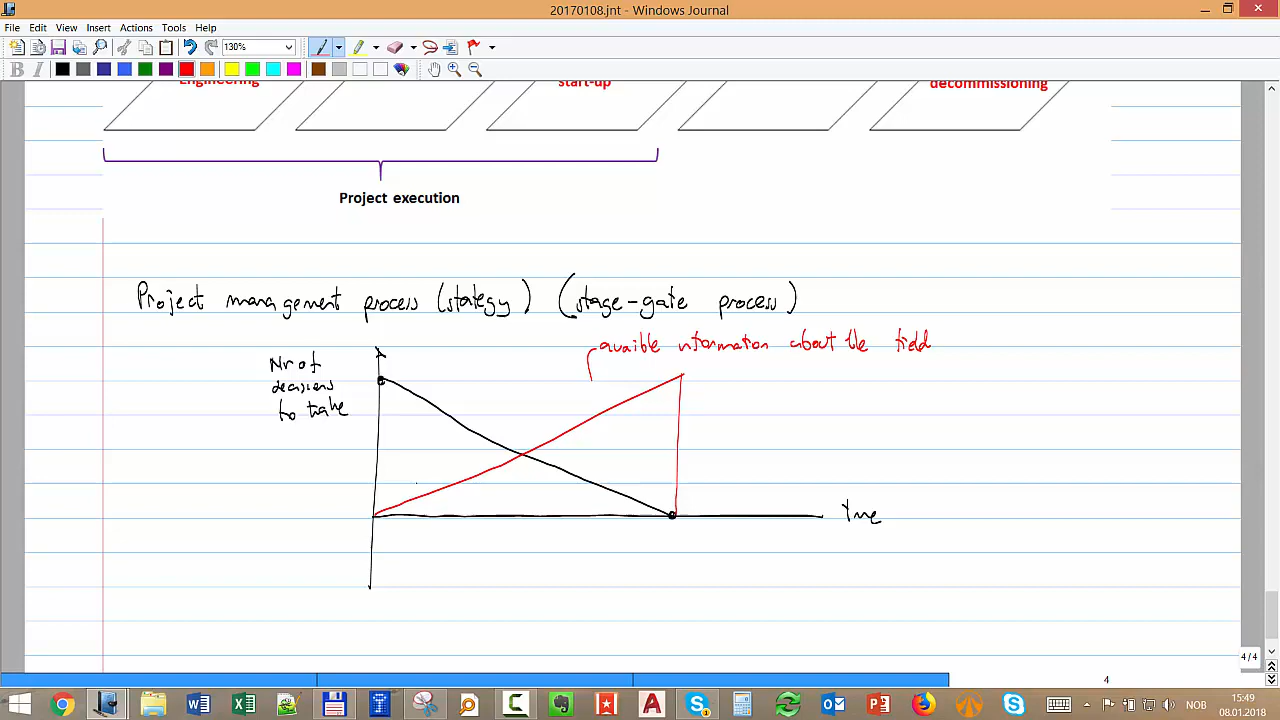 20170108.jnt - Windows Journal
File Edit View Insert Actions Tools Help
130%
B I
Engineering start-up decommissioning
Project execution
Project management process (stategy) (stage-gate process)
Nr of
decisions
to take
avaible information about the field
time
4/4
4
NOB
15:49
08.01.2018